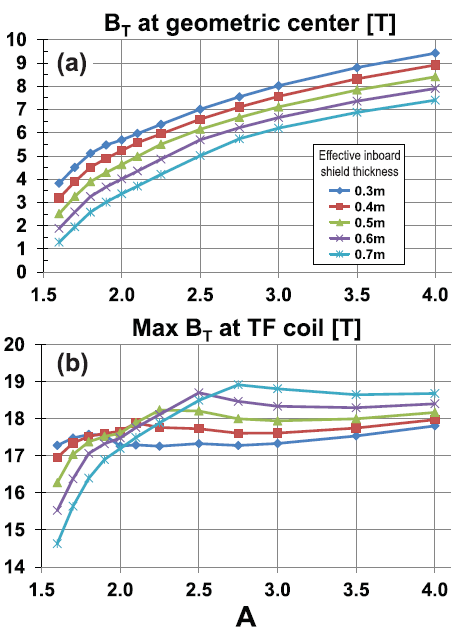 B_T at geometric center [T]
10
(a)
9
8
7
6
5
4
3
2
1
0
Effective inboard
shield thickness
0.3m
0.4m
0.5m
0.6m
0.7m
1.5 2.0 2.5 3.0 3.5 4.0
Max B_T at TF coil [T]
20
(b)
19
18
17
16
15
14
1.5 2.0 2.5 3.0 3.5 4.0
A